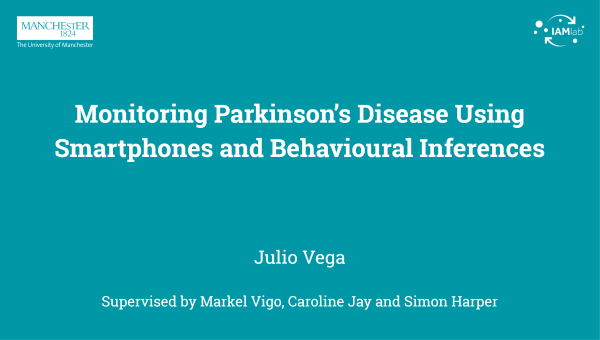 MANCHESTER
1824
The University of Manchester
IAMlab
Monitoring Parkinson’s Disease Using
Smartphones and Behavioural Inferences
Julio Vega
Supervised by Markel Vigo, Caroline Jay and Simon Harper